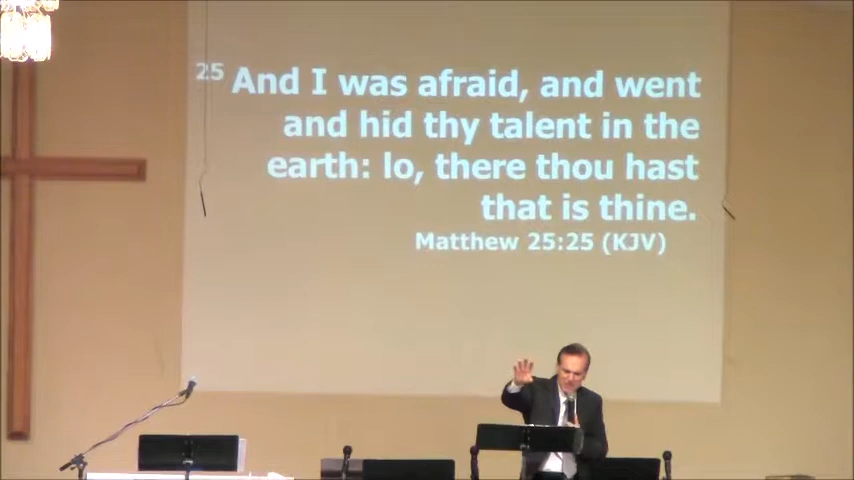 25 And I was afraid, and went
and hid thy talent in the
earth: lo, there thou hast
that is thine.
Matthew 25:25 (KJV)